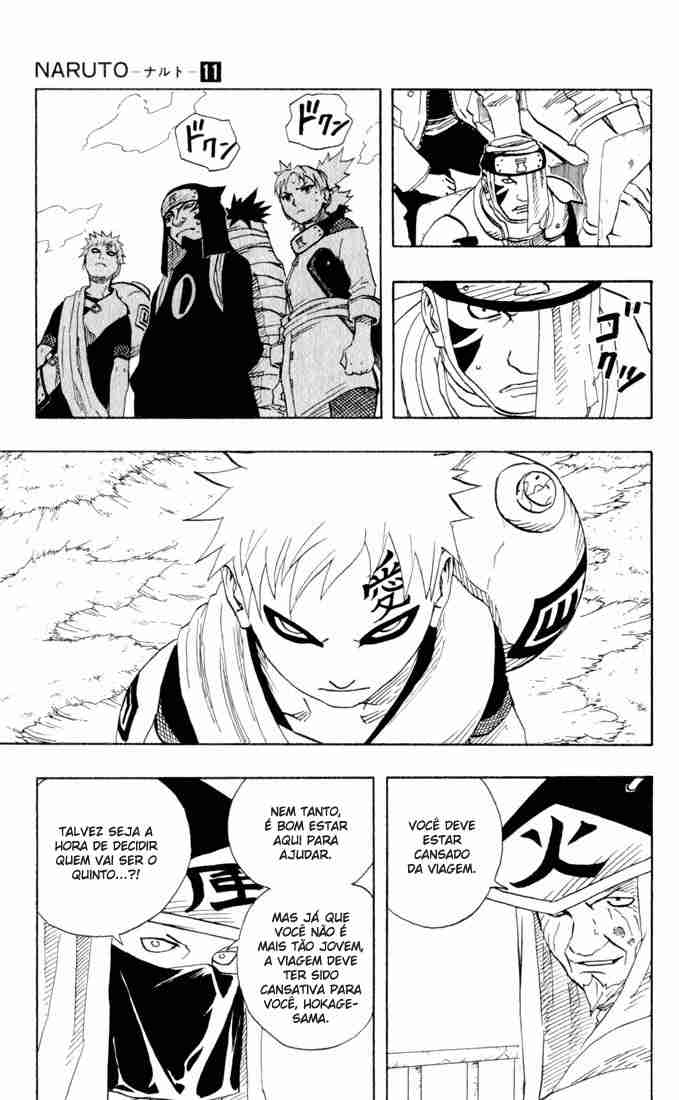 NARUTO —ナルト— 11
ドクン
ドクン
ゴクッ
愛
火
VOCÊ DEVE
ESTAR
CANSADO
DA VIAGEM.
NEM TANTO,
É BOM ESTAR
AQUI PARA
AJUDAR.
MAS JÁ QUE
VOCÊ NÃO É
MAIS TÃO JOVEM,
A VIAGEM DEVE
TER SIDO
CANSATIVA PARA
VOCÊ, HOKAGE-
SAMA.
TALVEZ SEJA A
HORA DE DECIDIR
QUEM VAI SER O
QUINTO...?!